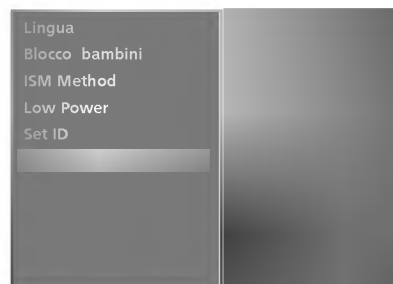 Lingua
Blocco bambini
ISM Method
Low Power
Set ID